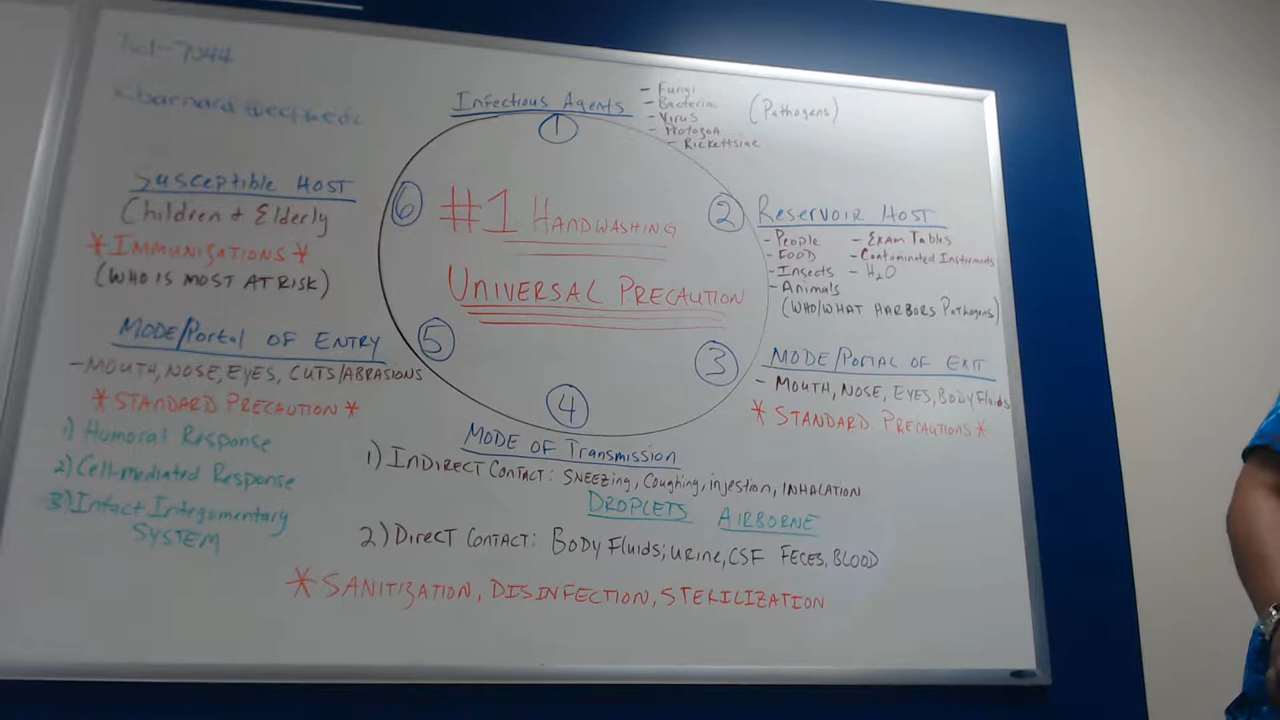 7044
Infectious Agents
- Fungi
- Bacteria
- Virus
- Protozoa
- Rickettsiae
(Pathogens)
1
#1 HANDWASHING
UNIVERSAL PRECAUTION
2
RESERVOIR HOST
- People
- FOOD
- Insects
- Animals
- EXAM TABLES
- Contaminated Instruments
- H2O
(WHO/WHAT HARBORS Pathogens)
3
MODE/PORTAL OF EXIT
- MOUTH, NOSE, EYES, BODY Fluids
* STANDARD PRECAUTIONS *
4
MODE OF Transmission
1) INDIRECT CONTACT: SNEEZing, Coughing, injestion, INHALATION
DROPLETS AIRBORNE
2) DIRECT CONTACT: BODY Fluids; URINE, CSF FECES, BLOOD
* SANITIZATION, DISINFECTION, STERILIZATION
5
MODE/Portal OF ENTRY
- MOUTH, NOSE, EYES, CUTS/ABRASIONS
* STANDARD PRECAUTION *
1) Humoral Response
2) Cell-mediated Response
3) Intact Integomentary
SYSTEM
6
SUSCEPTIBLE HOST
Children + Elderly
* IMMUNIZATIONS *
(WHO IS MOST AT RISK)